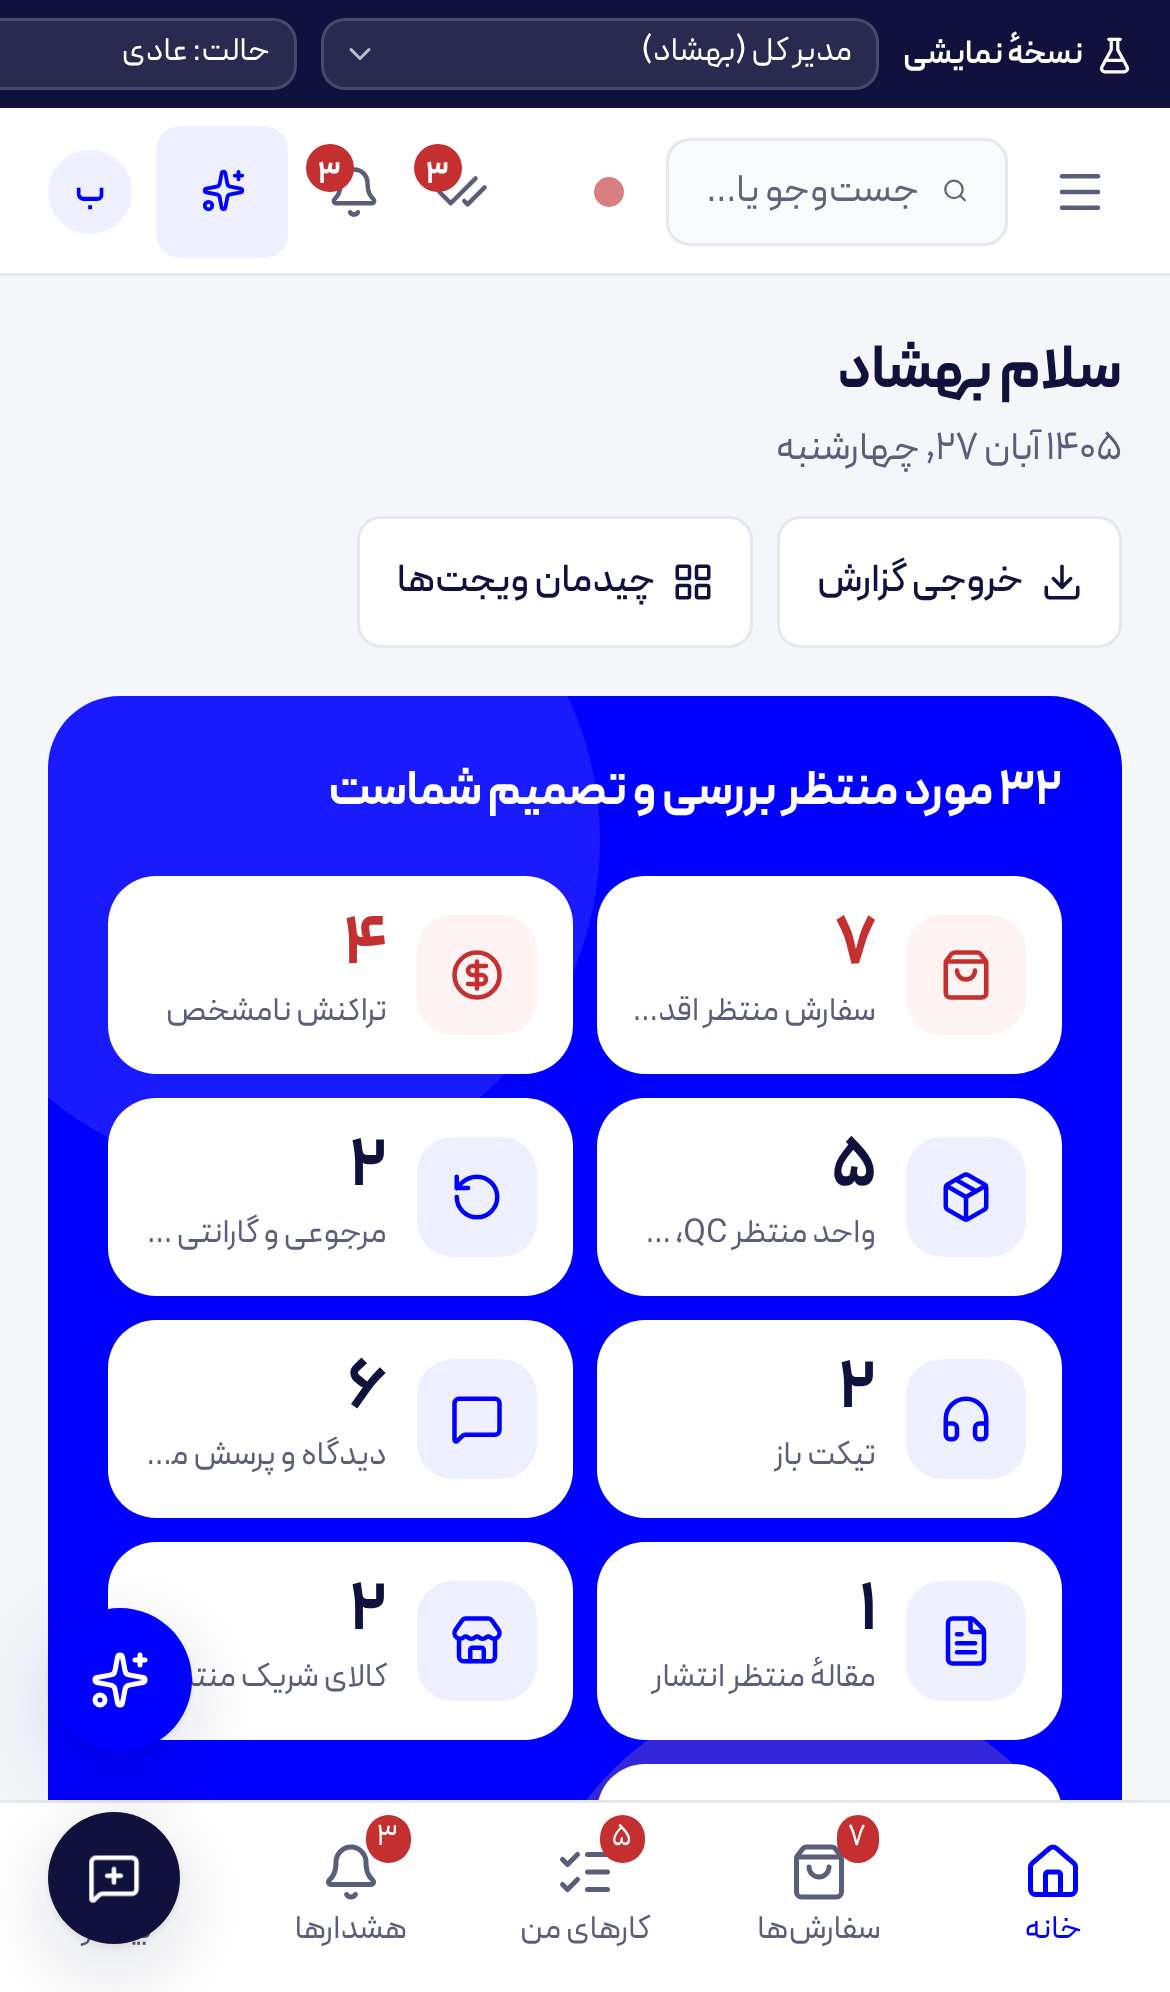 نسخهٔ نمایشی
مدیر کل (بهشاد)
حالت: عادی
جست‌وجو یا...
۳
۳
ب
سلام بهشاد
۱۴۰۵ آبان ۲۷, چهارشنبه
خروجی گزارش
چیدمان ویجت‌ها
۳۲ مورد منتظر بررسی و تصمیم شماست
۷
سفارش منتظر اقد...
۴
تراکنش نامشخص
۵
واحد منتظر QC، ...
۲
مرجوعی و گارانتی ...
۲
تیکت باز
۶
دیدگاه و پرسش م...
۱
مقالهٔ منتظر انتشار
۲
کالای شریک
۷
سفارش‌ها
۵
کارهای من
۳
هشدارها
خانه